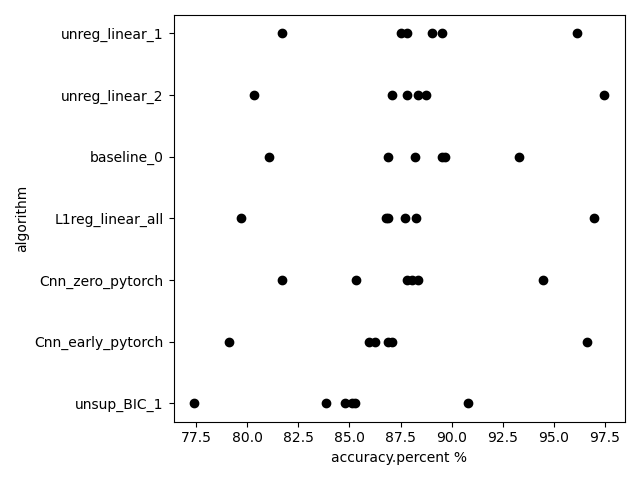 unreg_linear_1
unreg_linear_2
baseline_0
L1reg_linear_all
Cnn_zero_pytorch
Cnn_early_pytorch
unsup_BIC_1
algorithm
77.5 80.0 82.5 85.0 87.5 90.0 92.5 95.0 97.5
accuracy.percent %